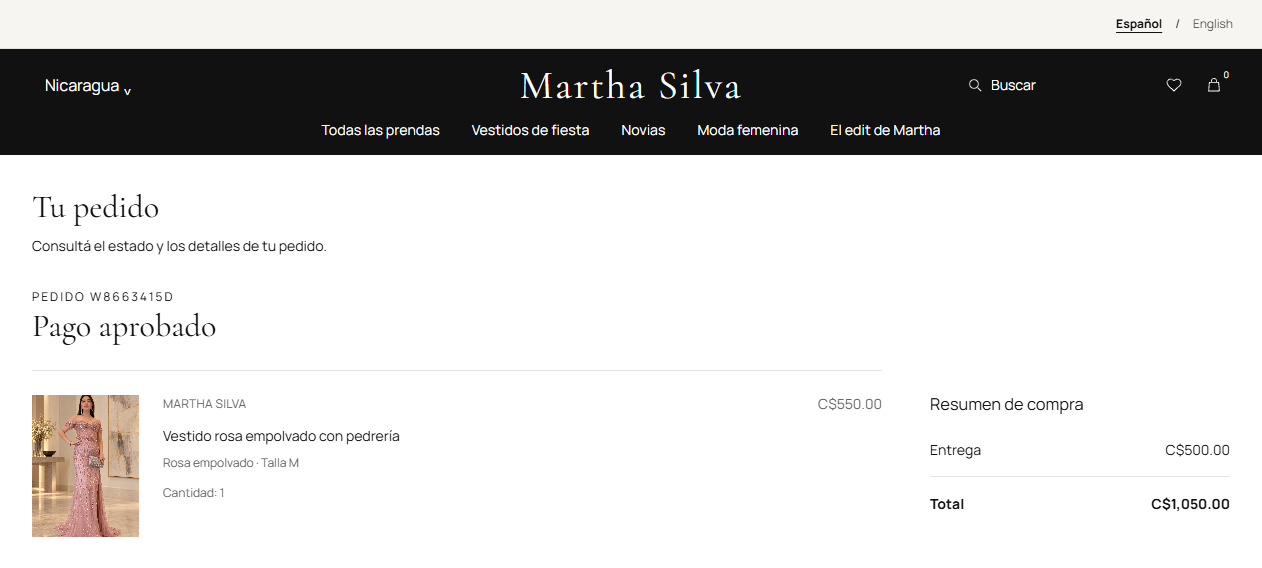 Español / English
Nicaragua v
Martha Silva
Buscar
0
Todas las prendas Vestidos de fiesta Novias Moda femenina El edit de Martha
Tu pedido
Consultá el estado y los detalles de tu pedido.
PEDIDO W8663415D
Pago aprobado
MARTHA SILVA C$550.00
Vestido rosa empolvado con pedrería
Rosa empolvado · Talla M
Cantidad: 1
Resumen de compra
Entrega C$500.00
Total C$1,050.00